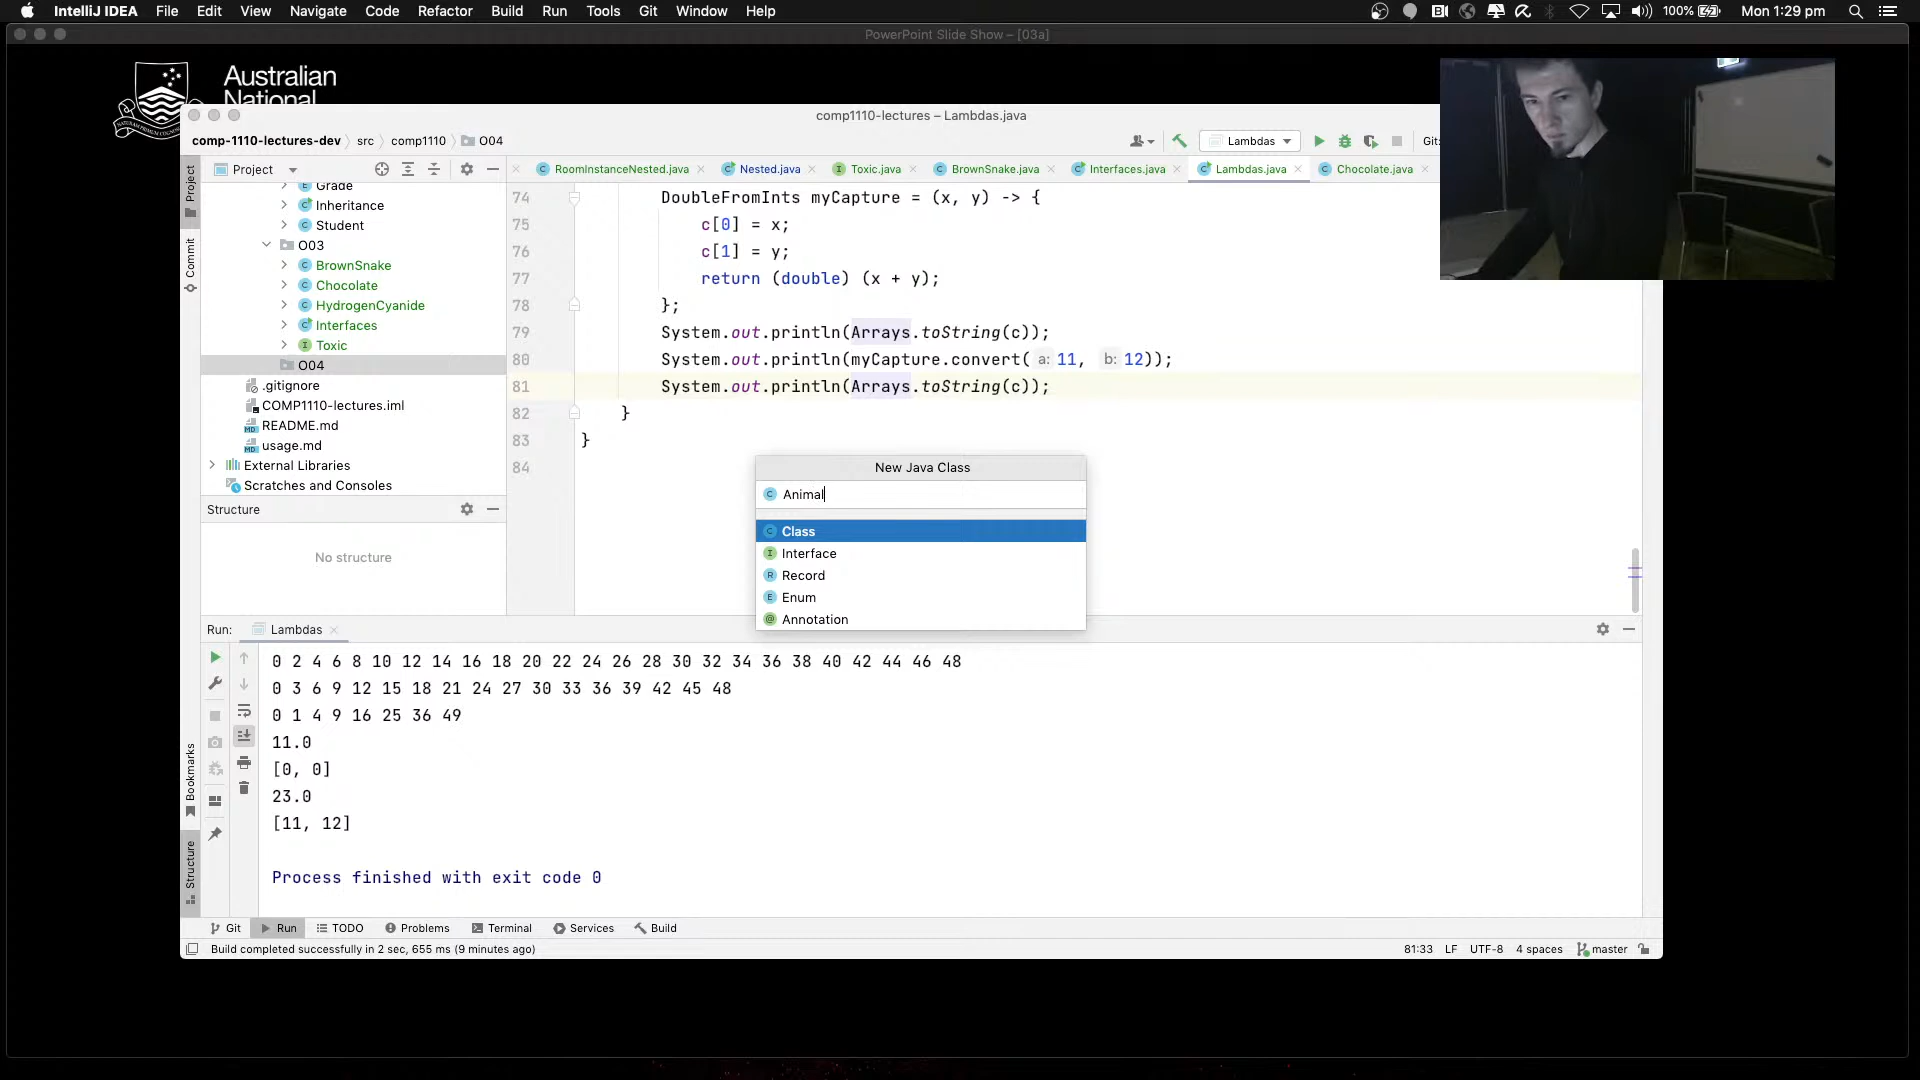 IntelliJ IDEA File Edit View Navigate Code Refactor Build Run Tools Git Window Help 100% Mon 1:29 pm
PowerPoint Slide Show – [03a]
Australian
National
comp1110-lectures – Lambdas.java
comp-1110-lectures-dev src comp1110 O04 Lambdas Git:
Project RoomInstanceNested.java Nested.java Toxic.java BrownSnake.java Interfaces.java Lambdas.java Chocolate.java
Project
Commit
Bookmarks
Structure
Grade
Inheritance
Student
O03
BrownSnake
Chocolate
HydrogenCyanide
Interfaces
Toxic
O04
.gitignore
COMP1110-lectures.iml
README.md
usage.md
External Libraries
Scratches and Consoles
Structure
No structure
74 DoubleFromInts myCapture = (x, y) -> {
75 c[0] = x;
76 c[1] = y;
77 return (double) (x + y);
78 };
79 System.out.println(Arrays.toString(c));
80 System.out.println(myCapture.convert( a: 11, b: 12));
81 System.out.println(Arrays.toString(c));
82 }
83 }
84
New Java Class
Animal
Class
Interface
Record
Enum
Annotation
Run: Lambdas
0 2 4 6 8 10 12 14 16 18 20 22 24 26 28 30 32 34 36 38 40 42 44 46 48
0 3 6 9 12 15 18 21 24 27 30 33 36 39 42 45 48
0 1 4 9 16 25 36 49
11.0
[0, 0]
23.0
[11, 12]
Process finished with exit code 0
Git Run TODO Problems Terminal Services Build
Build completed successfully in 2 sec, 655 ms (9 minutes ago) 81:33 LF UTF-8 4 spaces master